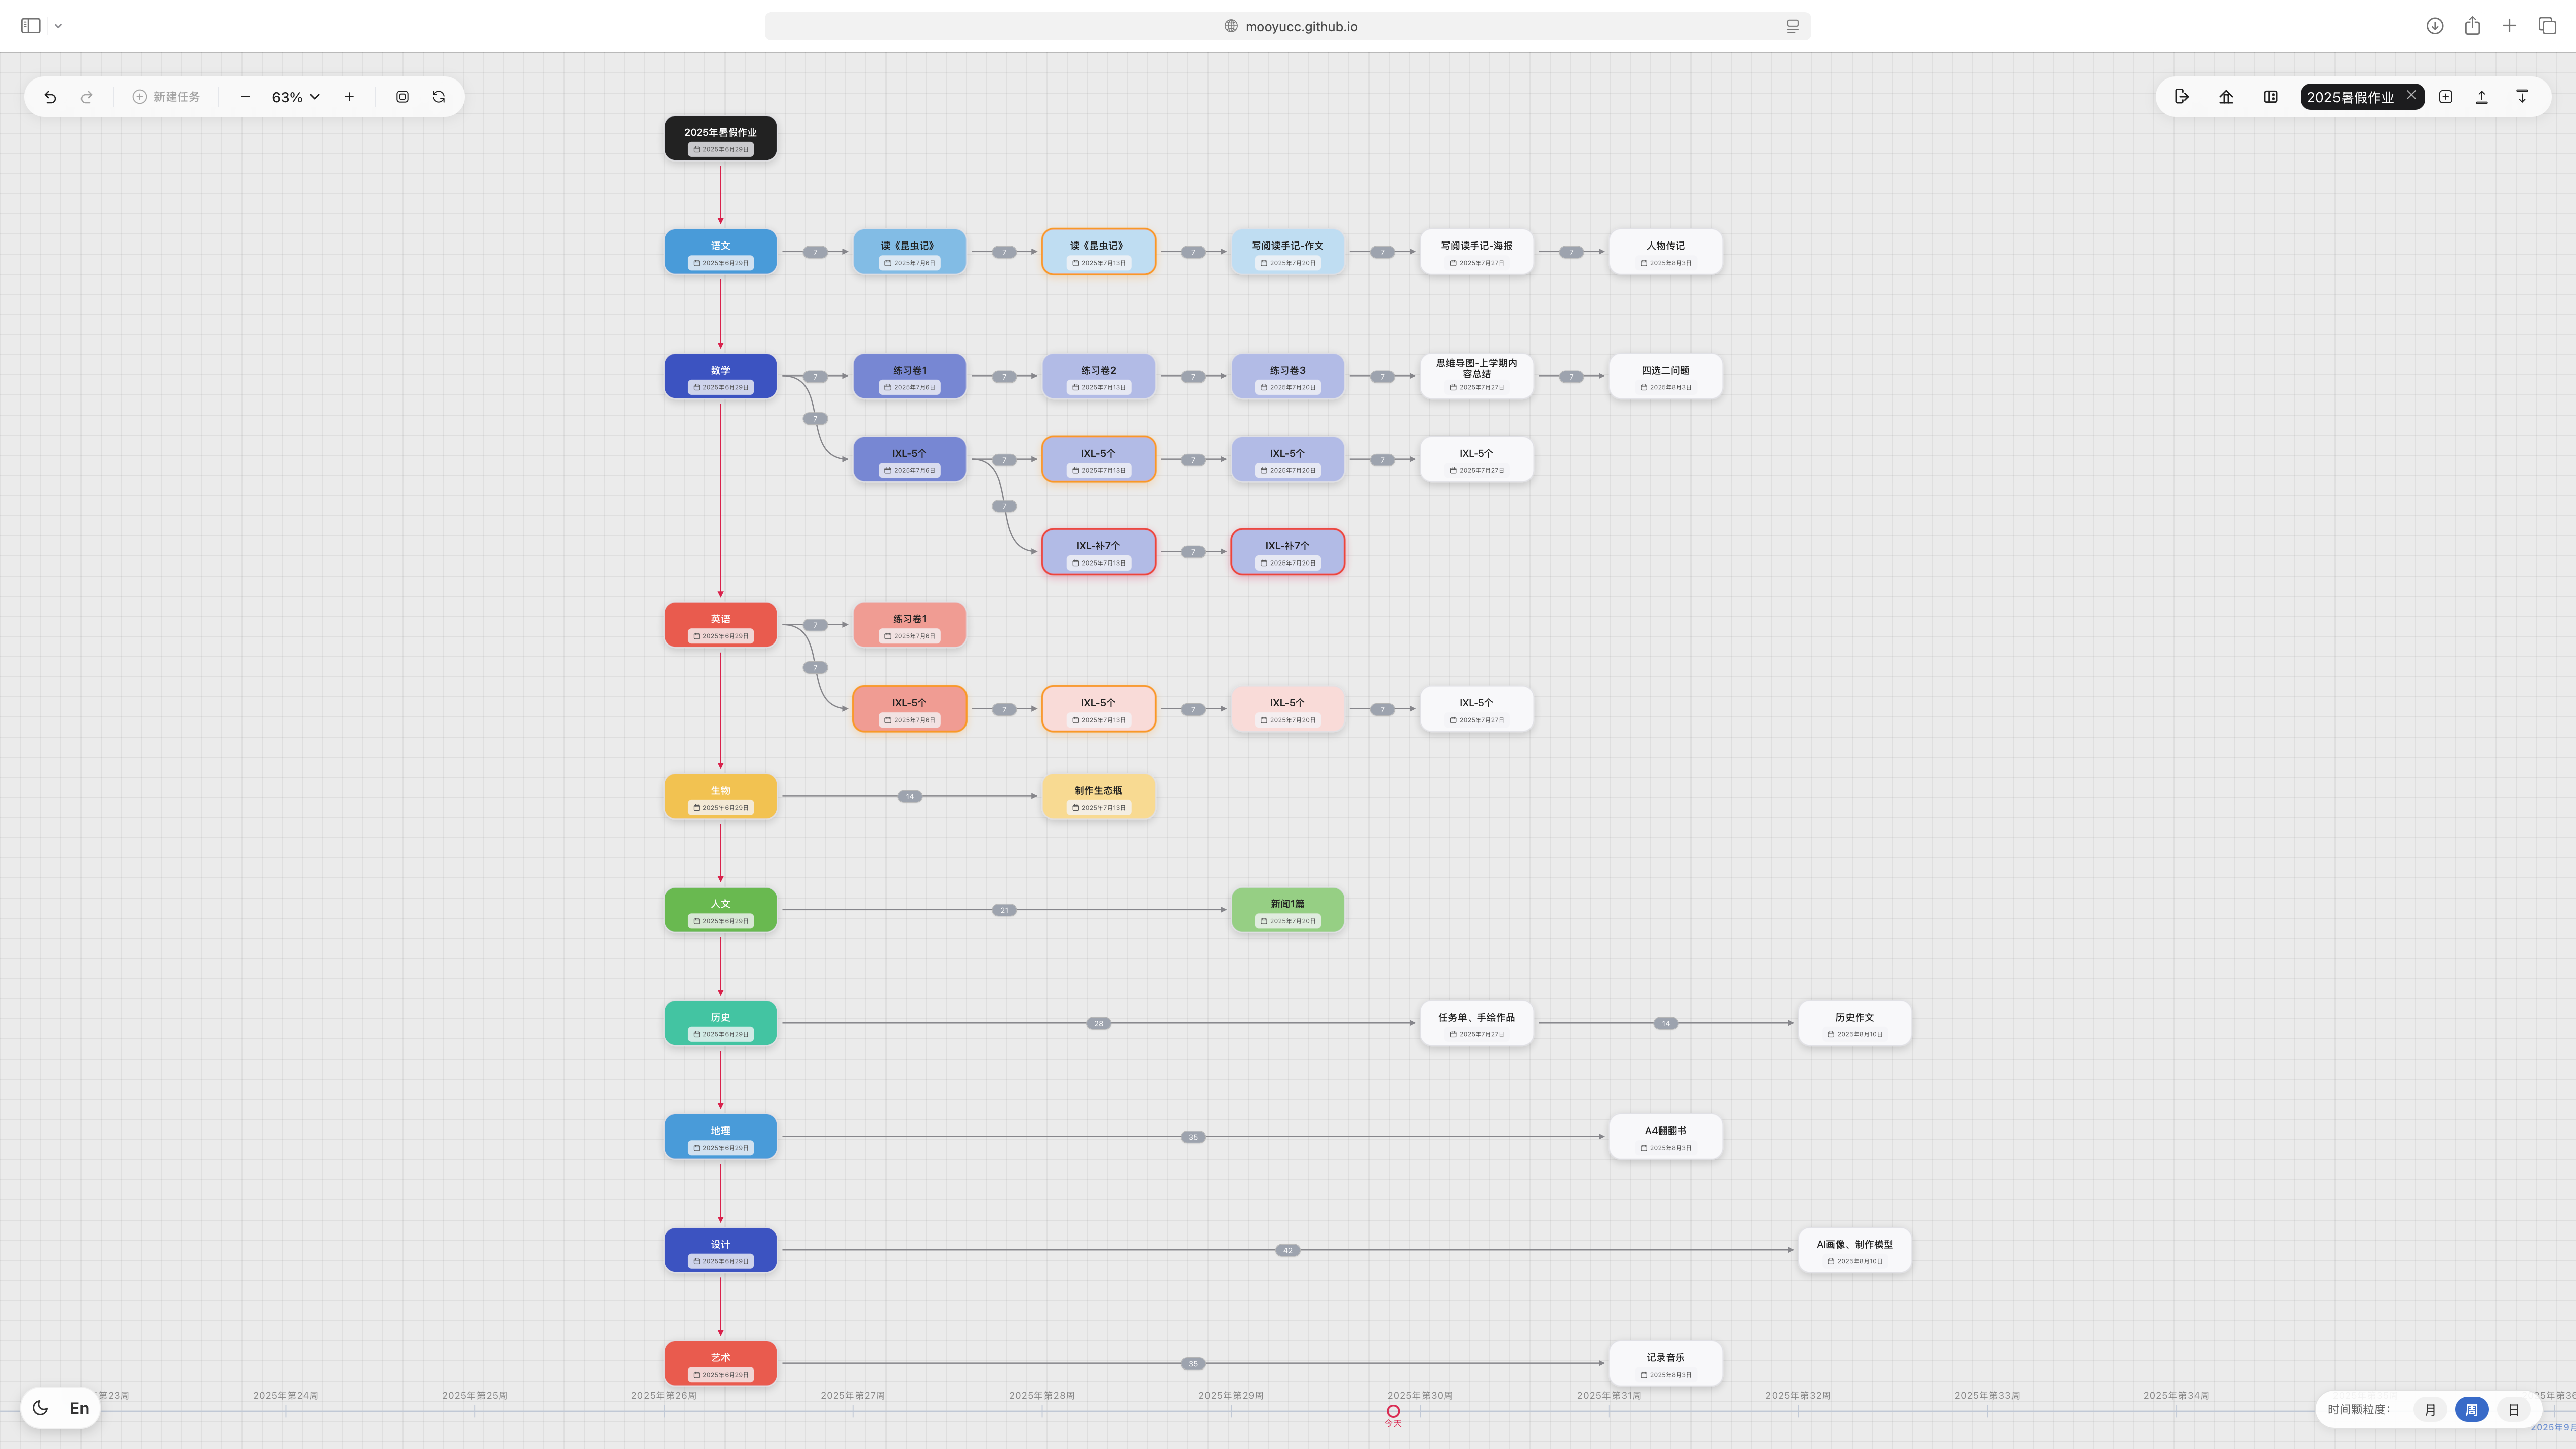 mooyucc.github.io
新建任务
63%
2025暑假作业
2025年暑假作业
2025年6月29日
语文
2025年6月29日
7
读《昆虫记》
2025年7月6日
7
读《昆虫记》
2025年7月13日
7
写阅读手记-作文
2025年7月20日
7
写阅读手记-海报
2025年7月27日
7
人物传记
2025年8月3日
数学
2025年6月29日
7
练习卷1
2025年7月6日
7
练习卷2
2025年7月13日
7
练习卷3
2025年7月20日
7
思维导图-上学期内
容总结
2025年7月27日
7
四选二问题
2025年8月3日
7
IXL-5个
2025年7月6日
7
IXL-5个
2025年7月13日
7
IXL-5个
2025年7月20日
7
IXL-5个
2025年7月27日
7
IXL-补7个
2025年7月13日
7
IXL-补7个
2025年7月20日
英语
2025年6月29日
7
练习卷1
2025年7月6日
7
IXL-5个
2025年7月6日
7
IXL-5个
2025年7月13日
7
IXL-5个
2025年7月20日
7
IXL-5个
2025年7月27日
生物
2025年6月29日
14
制作生态瓶
2025年7月13日
人文
2025年6月29日
21
新闻1篇
2025年7月20日
历史
2025年6月29日
28
任务单、手绘作品
2025年7月27日
14
历史作文
2025年8月10日
地理
2025年6月29日
35
A4翻翻书
2025年8月3日
设计
2025年6月29日
42
AI画像、制作模型
2025年8月10日
艺术
2025年6月29日
35
记录音乐
2025年8月3日
第23周
2025年第24周
2025年第25周
2025年第26周
2025年第27周
2025年第28周
2025年第29周
2025年第30周
2025年第31周
2025年第32周
2025年第33周
2025年第34周
今天
En
时间颗粒度：
月
周
日
2025年9月